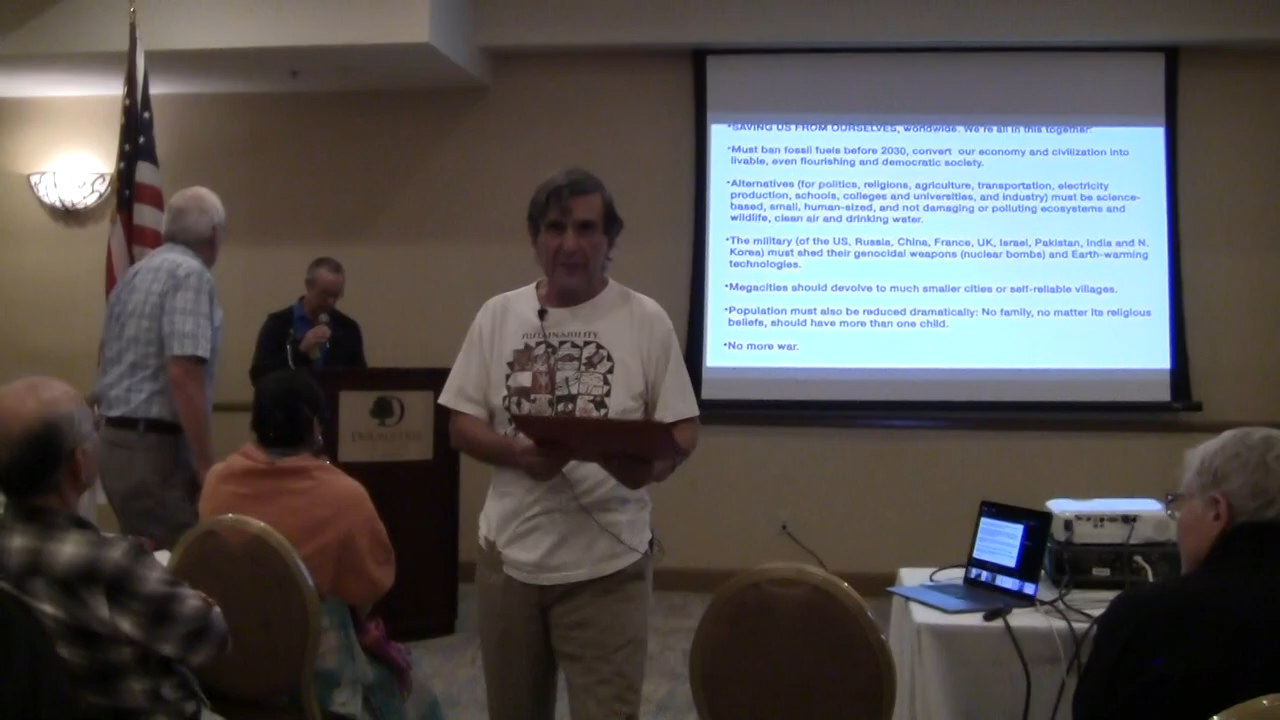 •SAVING US FROM OURSELVES, worldwide. We're all in this together.
•Must ban fossil fuels before 2030, convert our economy and civilization into
livable, even flourishing and democratic society.
•Alternatives (for politics, religions, agriculture, transportation, electricity
production, schools, colleges and universities, and industry) must be science-
based, small, human-sized, and not damaging or polluting ecosystems and
wildlife, clean air and drinking water.
•The military (of the US, Russia, China, France, UK, Israel, Pakistan, India and N.
Korea) must shed their genocidal weapons (nuclear bombs) and Earth-warming
technologies.
•Megacities should devolve to much smaller cities or self-reliable villages.
•Population must also be reduced dramatically: No family, no matter its religious
beliefs, should have more than one child.
•No more war.
SUSTAINABILITY
D
DOUBLETREE